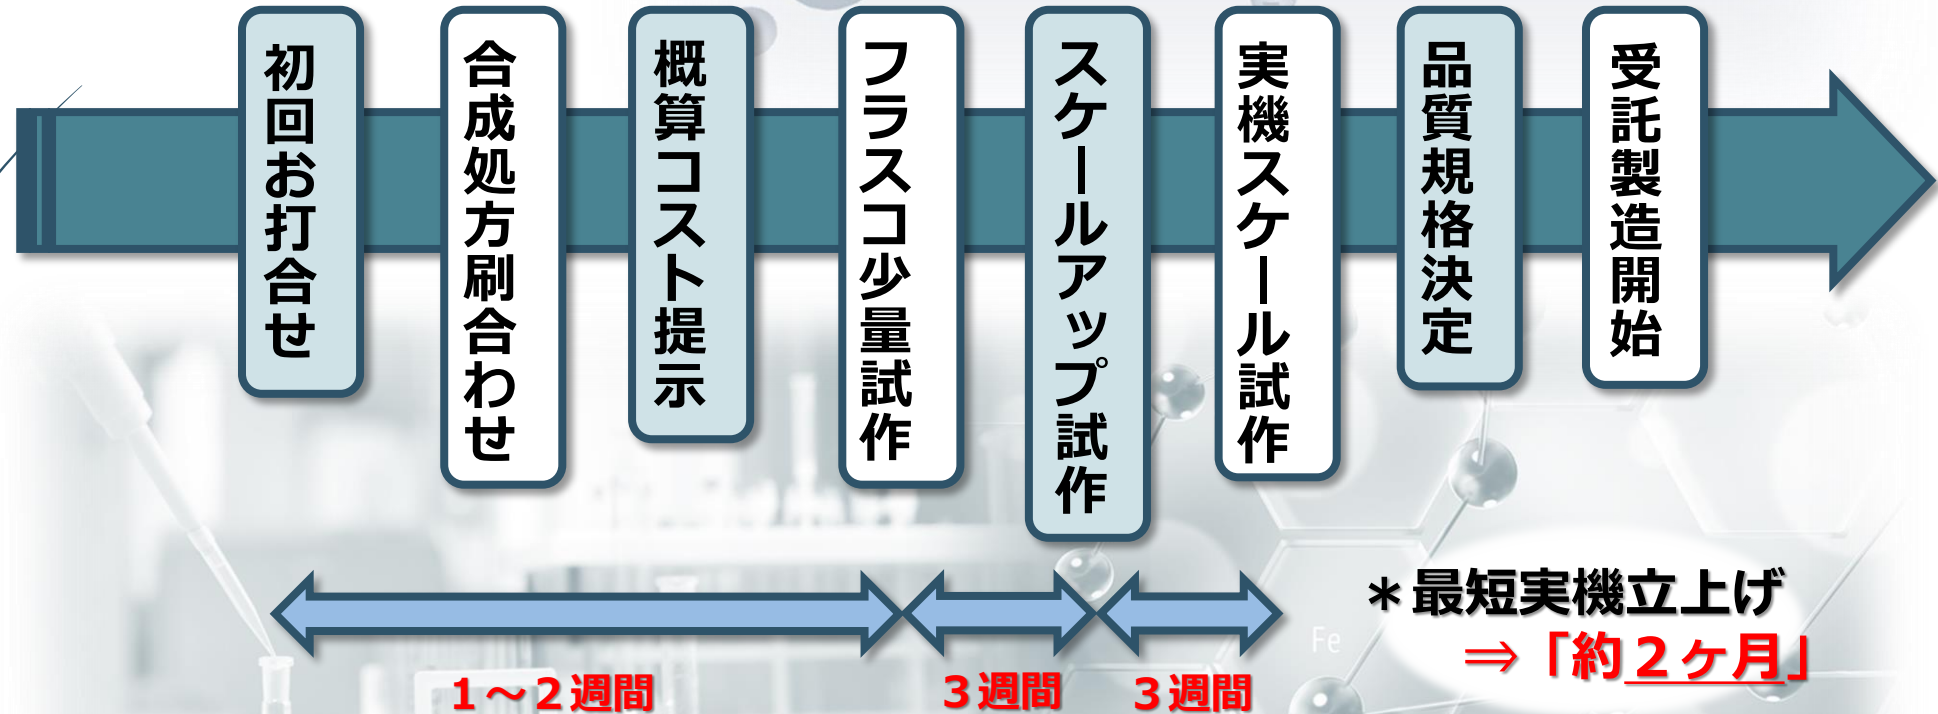 初回お打合せ
合成処方刷合わせ
概算コスト提示
フラスコ少量試作
スケールアップ試作
実機スケール試作
品質規格決定
受託製造開始
１～２週間
３週間
３週間
＊最短実機立上げ
⇒「約２ヶ月」
Fe